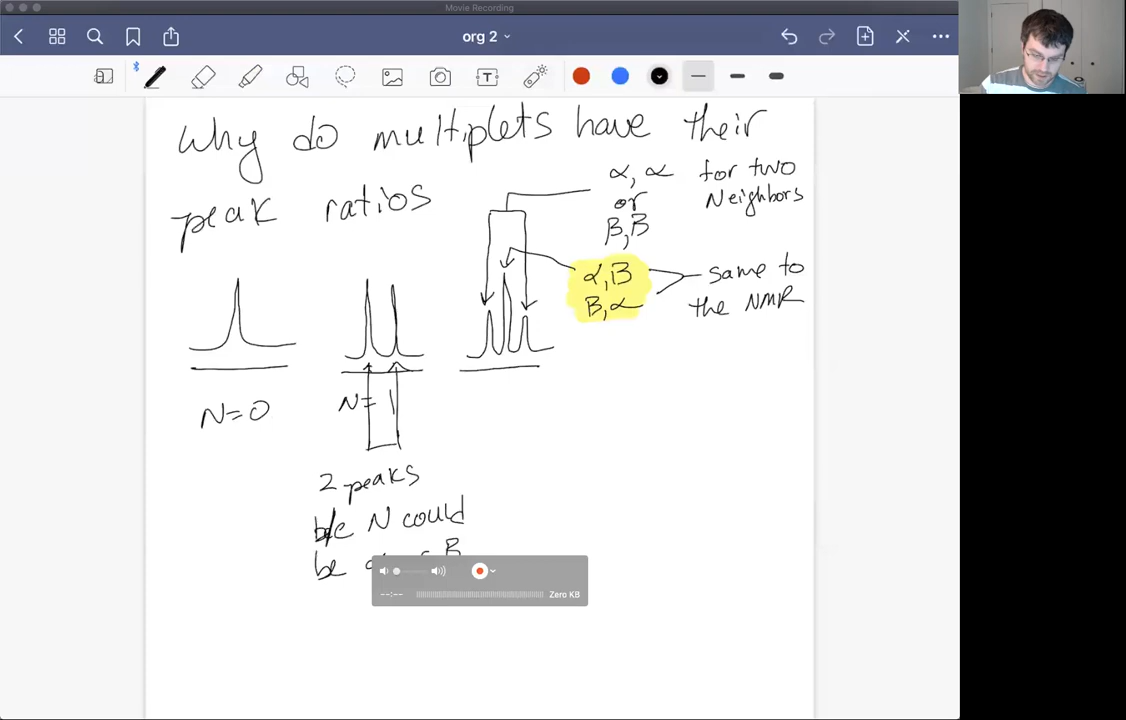 Movie Recording
org 2
Why do multiplets have their
peak ratios
α, α for two
Neighbors
or
B,B
α,B
B,α
same to
the NMR
N=0
N= 1
2 peaks
b/c N could
be B
--:--
Zero KB